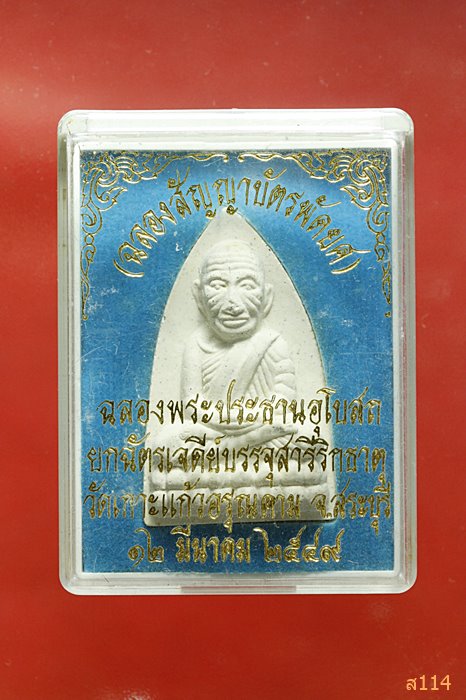 (ฉลองสัญญาบัตรพัดยศ)
ฉลองพระประธานอุโบสถ
ยกฉัตรเจดีย์บรรจุสารีริกธาตุ
วัดเกาะแก้วอรุณคาม จ.สระบุรี
๑๒ มีนาคม ๒๕๔๙
ส114